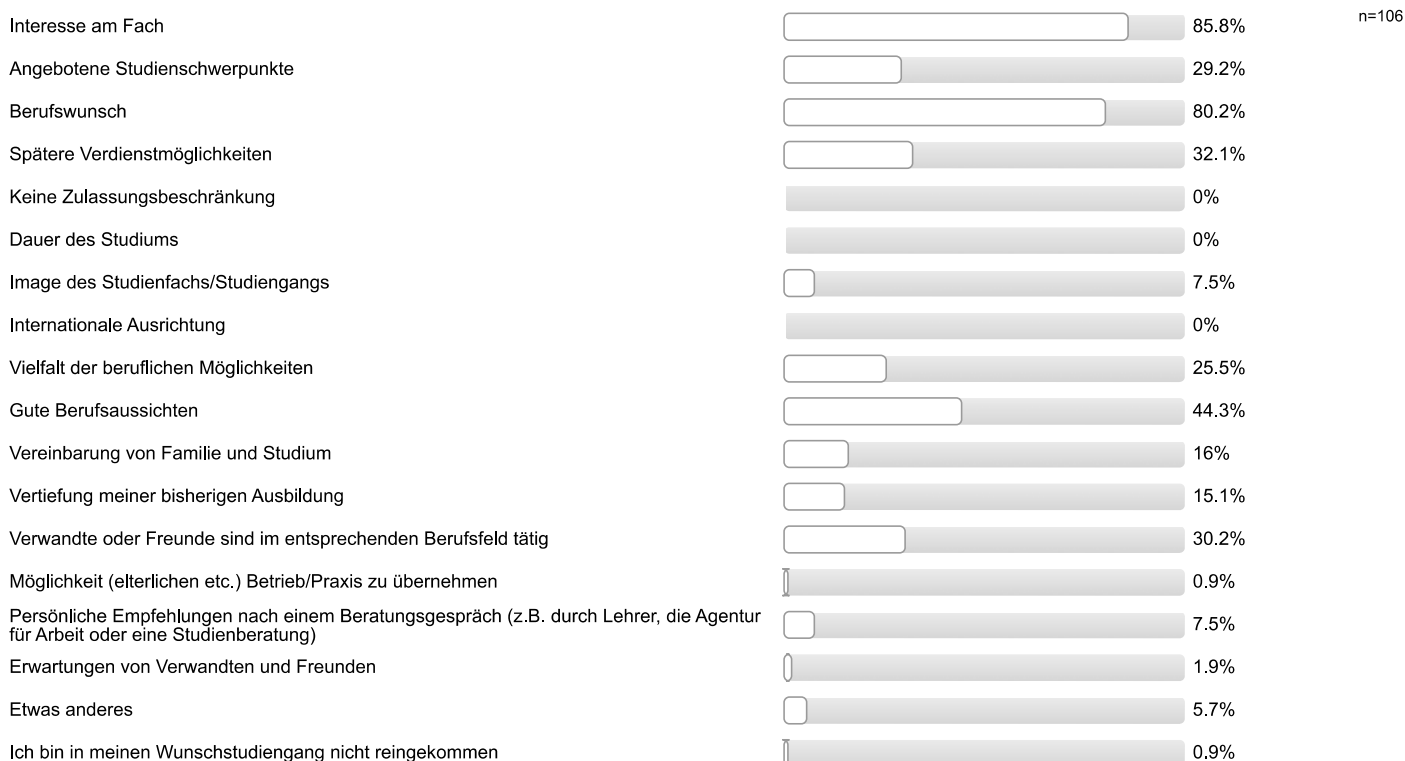 Interesse am Fach 85.8% n=106
Angebotene Studienschwerpunkte 29.2%
Berufswunsch 80.2%
Spätere Verdienstmöglichkeiten 32.1%
Keine Zulassungsbeschränkung 0%
Dauer des Studiums 0%
Image des Studienfachs/Studiengangs 7.5%
Internationale Ausrichtung 0%
Vielfalt der beruflichen Möglichkeiten 25.5%
Gute Berufsaussichten 44.3%
Vereinbarung von Familie und Studium 16%
Vertiefung meiner bisherigen Ausbildung 15.1%
Verwandte oder Freunde sind im entsprechenden Berufsfeld tätig 30.2%
Möglichkeit (elterlichen etc.) Betrieb/Praxis zu übernehmen 0.9%
Persönliche Empfehlungen nach einem Beratungsgespräch (z.B. durch Lehrer, die Agentur
für Arbeit oder eine Studienberatung) 7.5%
Erwartungen von Verwandten und Freunden 1.9%
Etwas anderes 5.7%
Ich bin in meinen Wunschstudiengang nicht reingekommen 0.9%